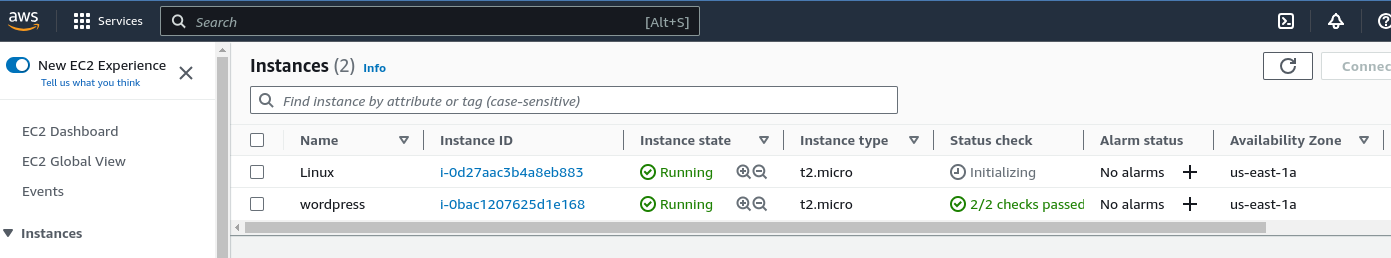 aws
Services
Search
[Alt+S]
New EC2 Experience
Tell us what you think
EC2 Dashboard
EC2 Global View
Events
Instances
Instances (2) Info
Connec
Find instance by attribute or tag (case-sensitive)
Name Instance ID Instance state Instance type Status check Alarm status Availability Zone
Linux i-0d27aac3b4a8eb883 Running t2.micro Initializing No alarms us-east-1a
wordpress i-0bac1207625d1e168 Running t2.micro 2/2 checks passed No alarms us-east-1a